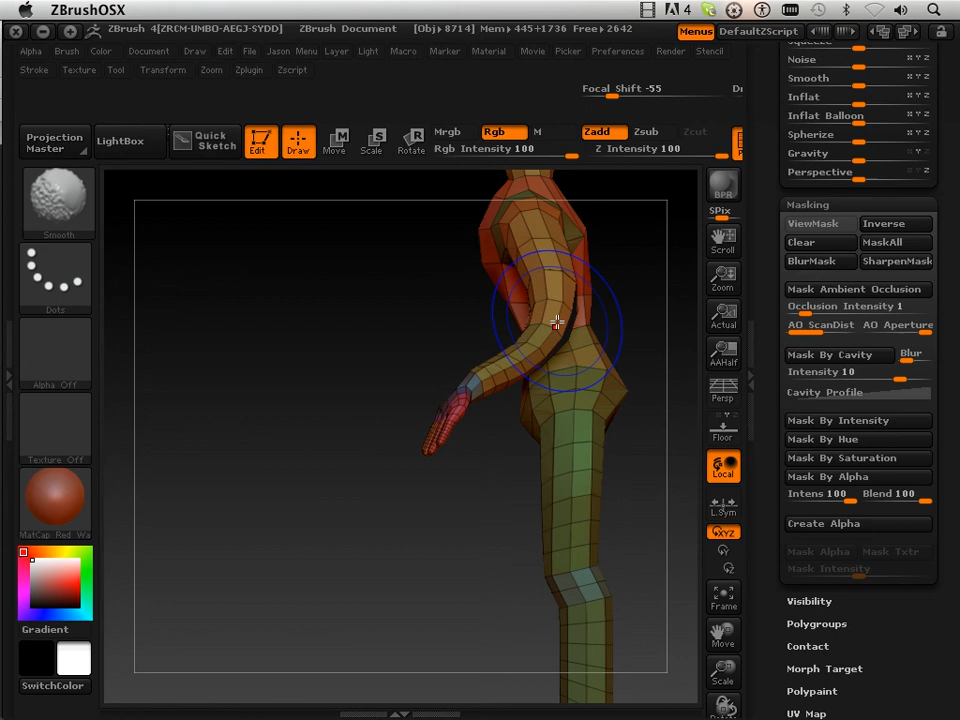 ZBrushOSX
4
ZBrush 4[ZRCM-UMBO-AEGJ-SYDD]
ZBrush Document
[Obj→8714] Mem→445+1736 Free→2642
Menus
DefaultZScript
Alpha
Brush
Color
Document
Draw
Edit
File
Jason Menu
Layer
Light
Macro
Marker
Material
Movie
Picker
Preferences
Render
Stencil
Stroke
Texture
Tool
Transform
Zoom
Zplugin
Zscript
Focal Shift -55
Dr
Projection
Master
LightBox
Quick
Sketch
Edit
Draw
Move
Scale
Rotate
Mrgb
Rgb
M
Rgb Intensity 100
Zadd
Zsub
Zcut
Z Intensity 100
Smooth
Dots
Alpha Off
Texture Off
MatCap Red Wa
Gradient
SwitchColor
BPR
SPix
Scroll
Zoom
Actual
AAHalf
Persp
Floor
Local
L.Sym
XYZ
Y
Z
Frame
Move
Scale
Rotate
Squeeze
Noise
Smooth
Inflat
Inflat Balloon
Spherize
Gravity
Perspective
Masking
ViewMask
Inverse
Clear
MaskAll
BlurMask
SharpenMask
Mask Ambient Occlusion
Occlusion Intensity 1
AO ScanDist
AO Aperture
Mask By Cavity
Blur
Intensity 10
Cavity Profile
Mask By Intensity
Mask By Hue
Mask By Saturation
Mask By Alpha
Intens 100
Blend 100
Create Alpha
Mask Alpha
Mask Txtr
Mask Intensity
Visibility
Polygroups
Contact
Morph Target
Polypaint
UV Map